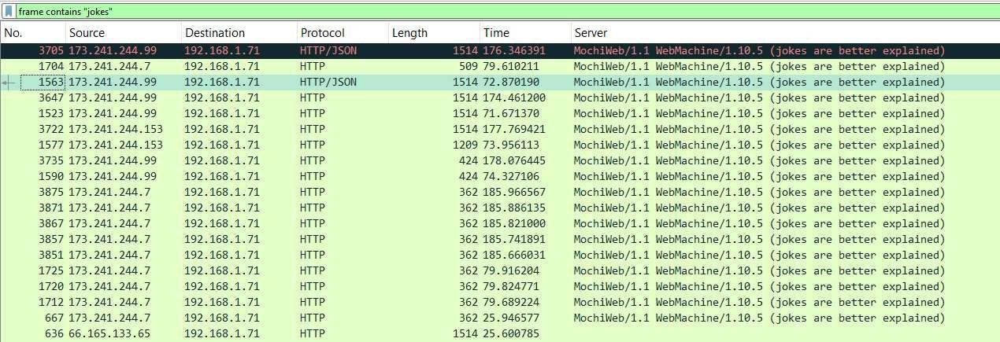 frame contains "jokes"
No. Source Destination Protocol Length Time Server
3705 173.241.244.99 192.168.1.71 HTTP/JSON 1514 176.346391 MochiWeb/1.1 WebMachine/1.10.5 (jokes are better explained)
1704 173.241.244.7 192.168.1.71 HTTP 509 79.610211 MochiWeb/1.1 WebMachine/1.10.5 (jokes are better explained)
1563 173.241.244.99 192.168.1.71 HTTP/JSON 1514 72.870190 MochiWeb/1.1 WebMachine/1.10.5 (jokes are better explained)
3647 173.241.244.99 192.168.1.71 HTTP 1514 174.461200 MochiWeb/1.1 WebMachine/1.10.5 (jokes are better explained)
1523 173.241.244.99 192.168.1.71 HTTP 1514 71.671370 MochiWeb/1.1 WebMachine/1.10.5 (jokes are better explained)
3722 173.241.244.153 192.168.1.71 HTTP 1514 177.769421 MochiWeb/1.1 WebMachine/1.10.5 (jokes are better explained)
1577 173.241.244.153 192.168.1.71 HTTP 1209 73.956113 MochiWeb/1.1 WebMachine/1.10.5 (jokes are better explained)
3735 173.241.244.99 192.168.1.71 HTTP 424 178.076445 MochiWeb/1.1 WebMachine/1.10.5 (jokes are better explained)
1590 173.241.244.99 192.168.1.71 HTTP 424 74.327106 MochiWeb/1.1 WebMachine/1.10.5 (jokes are better explained)
3875 173.241.244.7 192.168.1.71 HTTP 362 185.966567 MochiWeb/1.1 WebMachine/1.10.5 (jokes are better explained)
3871 173.241.244.7 192.168.1.71 HTTP 362 185.886135 MochiWeb/1.1 WebMachine/1.10.5 (jokes are better explained)
3867 173.241.244.7 192.168.1.71 HTTP 362 185.821000 MochiWeb/1.1 WebMachine/1.10.5 (jokes are better explained)
3857 173.241.244.7 192.168.1.71 HTTP 362 185.741891 MochiWeb/1.1 WebMachine/1.10.5 (jokes are better explained)
3851 173.241.244.7 192.168.1.71 HTTP 362 185.666031 MochiWeb/1.1 WebMachine/1.10.5 (jokes are better explained)
1725 173.241.244.7 192.168.1.71 HTTP 362 79.916204 MochiWeb/1.1 WebMachine/1.10.5 (jokes are better explained)
1720 173.241.244.7 192.168.1.71 HTTP 362 79.824771 MochiWeb/1.1 WebMachine/1.10.5 (jokes are better explained)
1712 173.241.244.7 192.168.1.71 HTTP 362 79.689224 MochiWeb/1.1 WebMachine/1.10.5 (jokes are better explained)
667 173.241.244.7 192.168.1.71 HTTP 362 25.946577 MochiWeb/1.1 WebMachine/1.10.5 (jokes are better explained)
636 66.165.133.65 192.168.1.71 HTTP 1514 25.600785